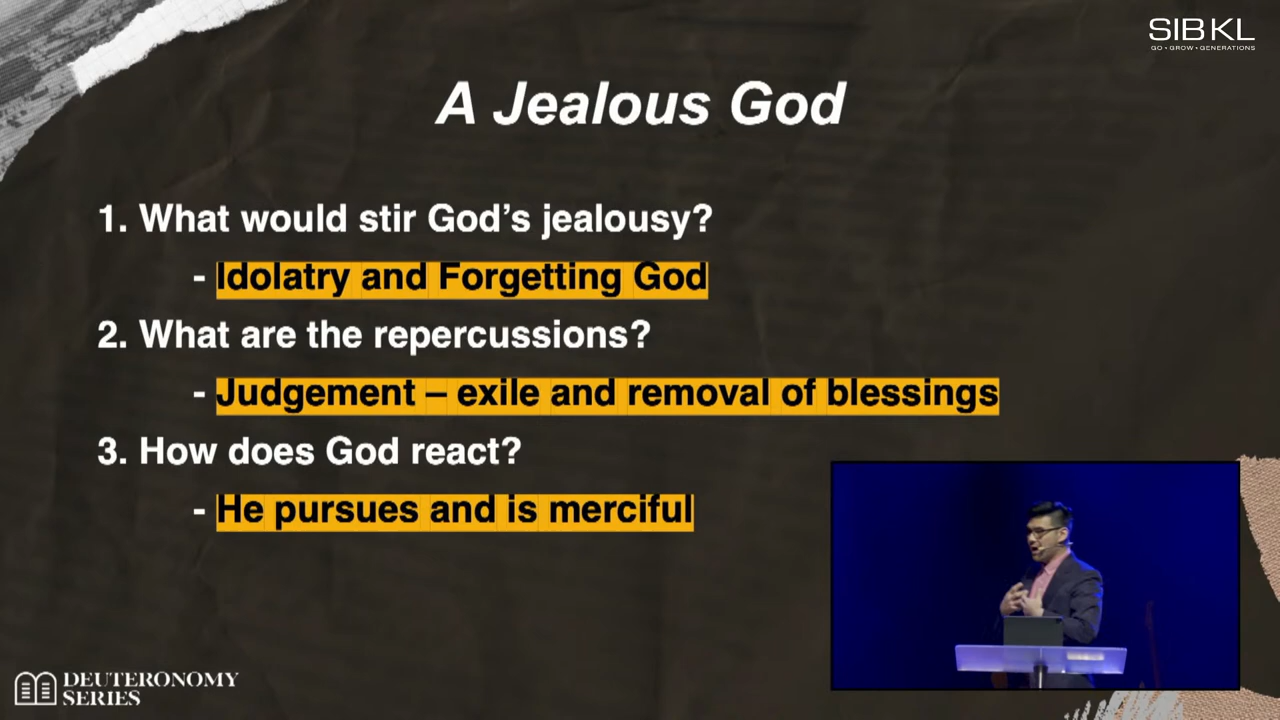 SIBKL
GO • GROW • GENERATIONS
A Jealous God
1. What would stir God’s jealousy?
- Idolatry and Forgetting God
2. What are the repercussions?
- Judgement – exile and removal of blessings
3. How does God react?
- He pursues and is merciful
DEUTERONOMY
SERIES